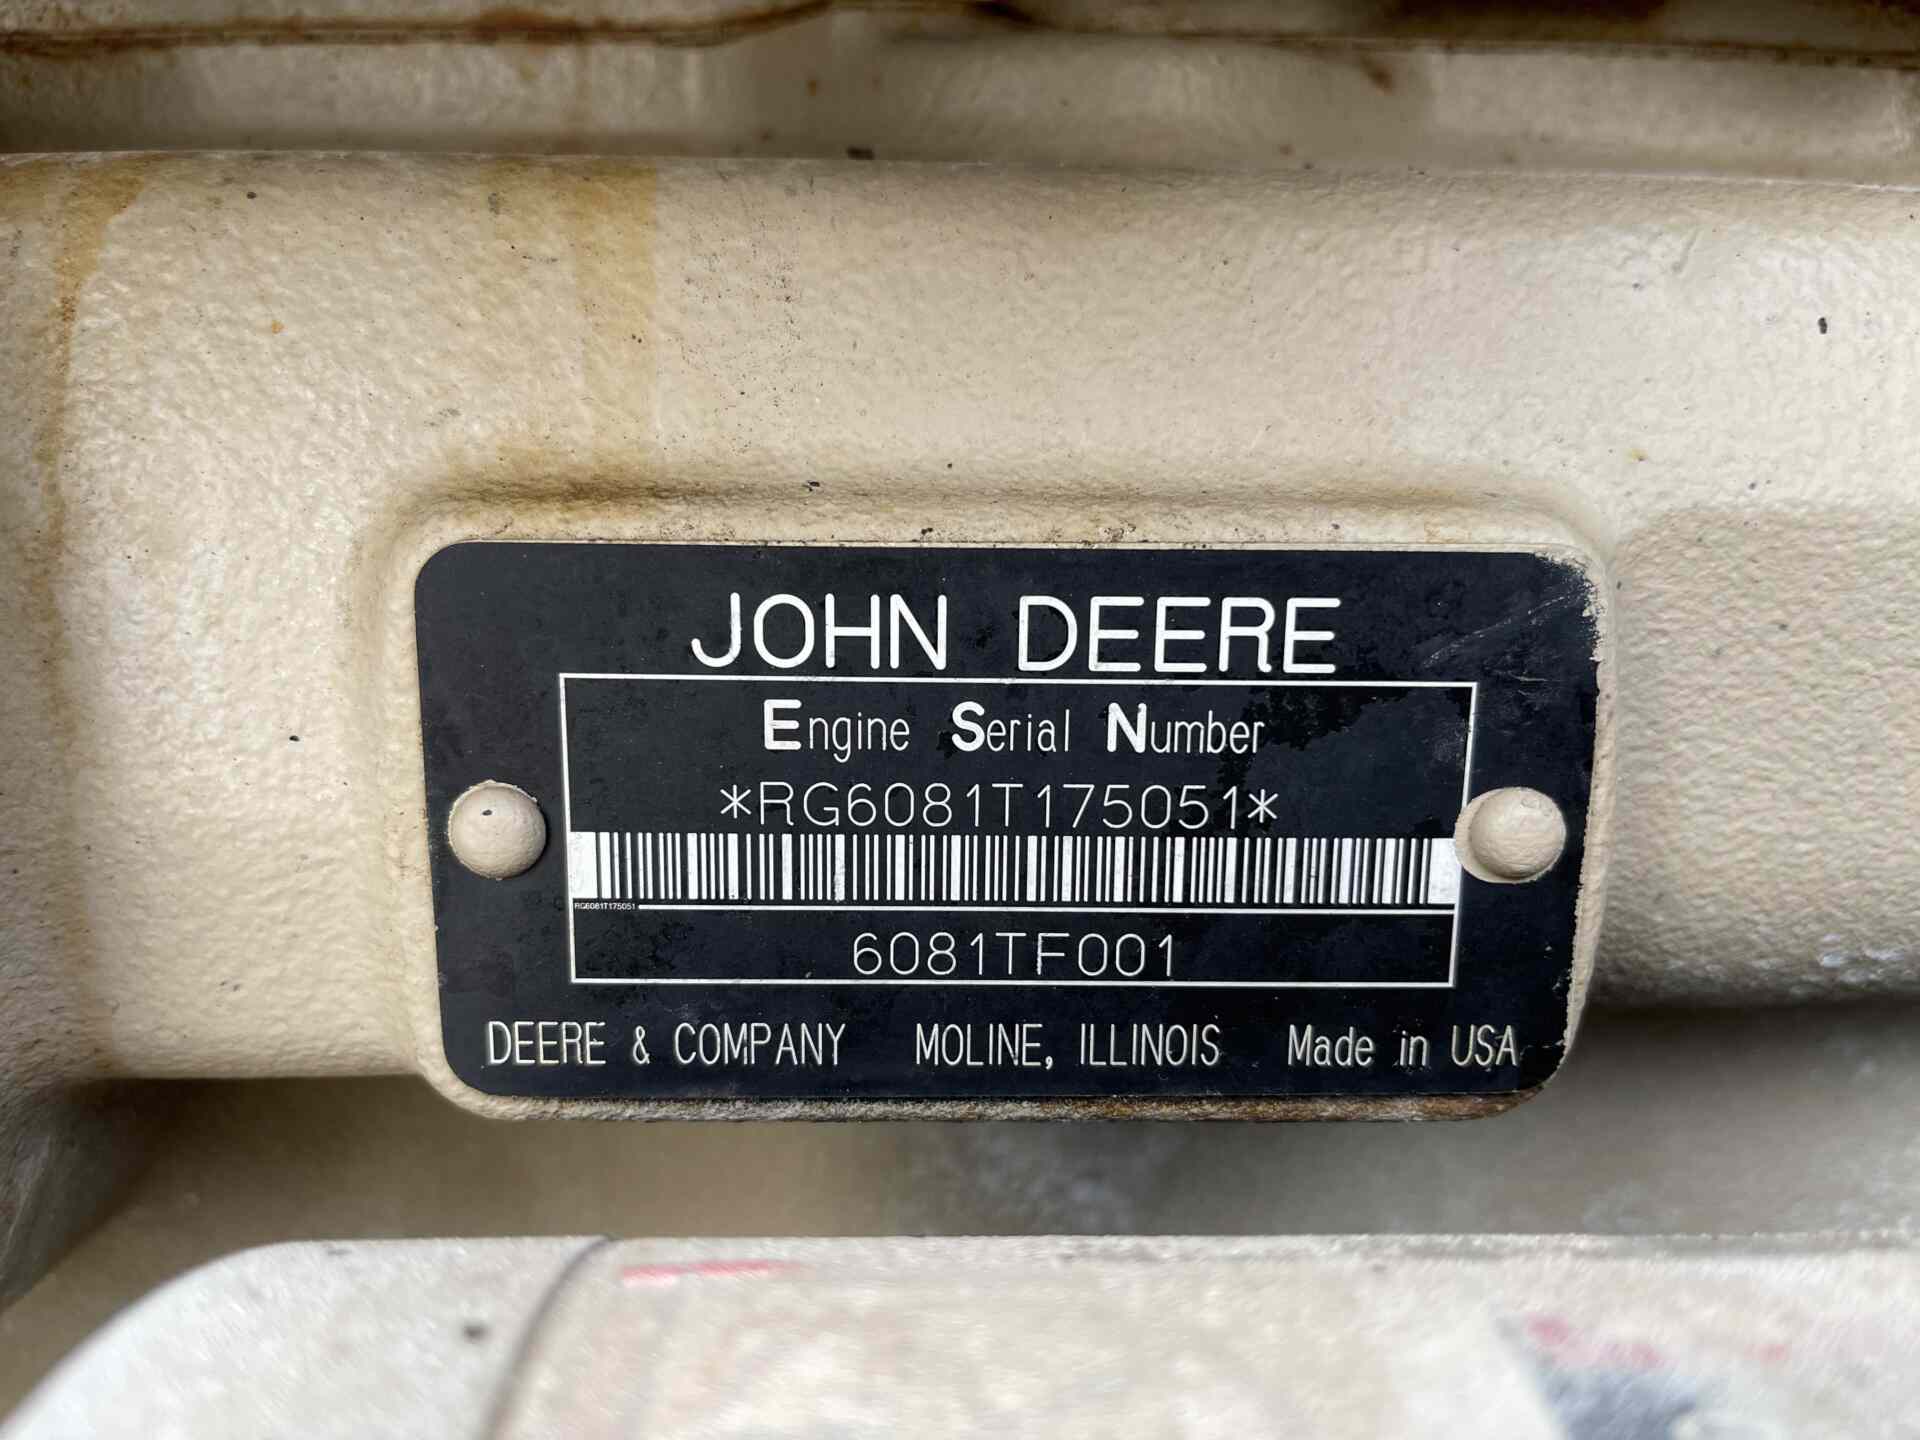 JOHN DEERE
Engine Serial Number
*RG6081T175051*
RG6081T175051
6081TF001
DEERE & COMPANY MOLINE, ILLINOIS Made in USA